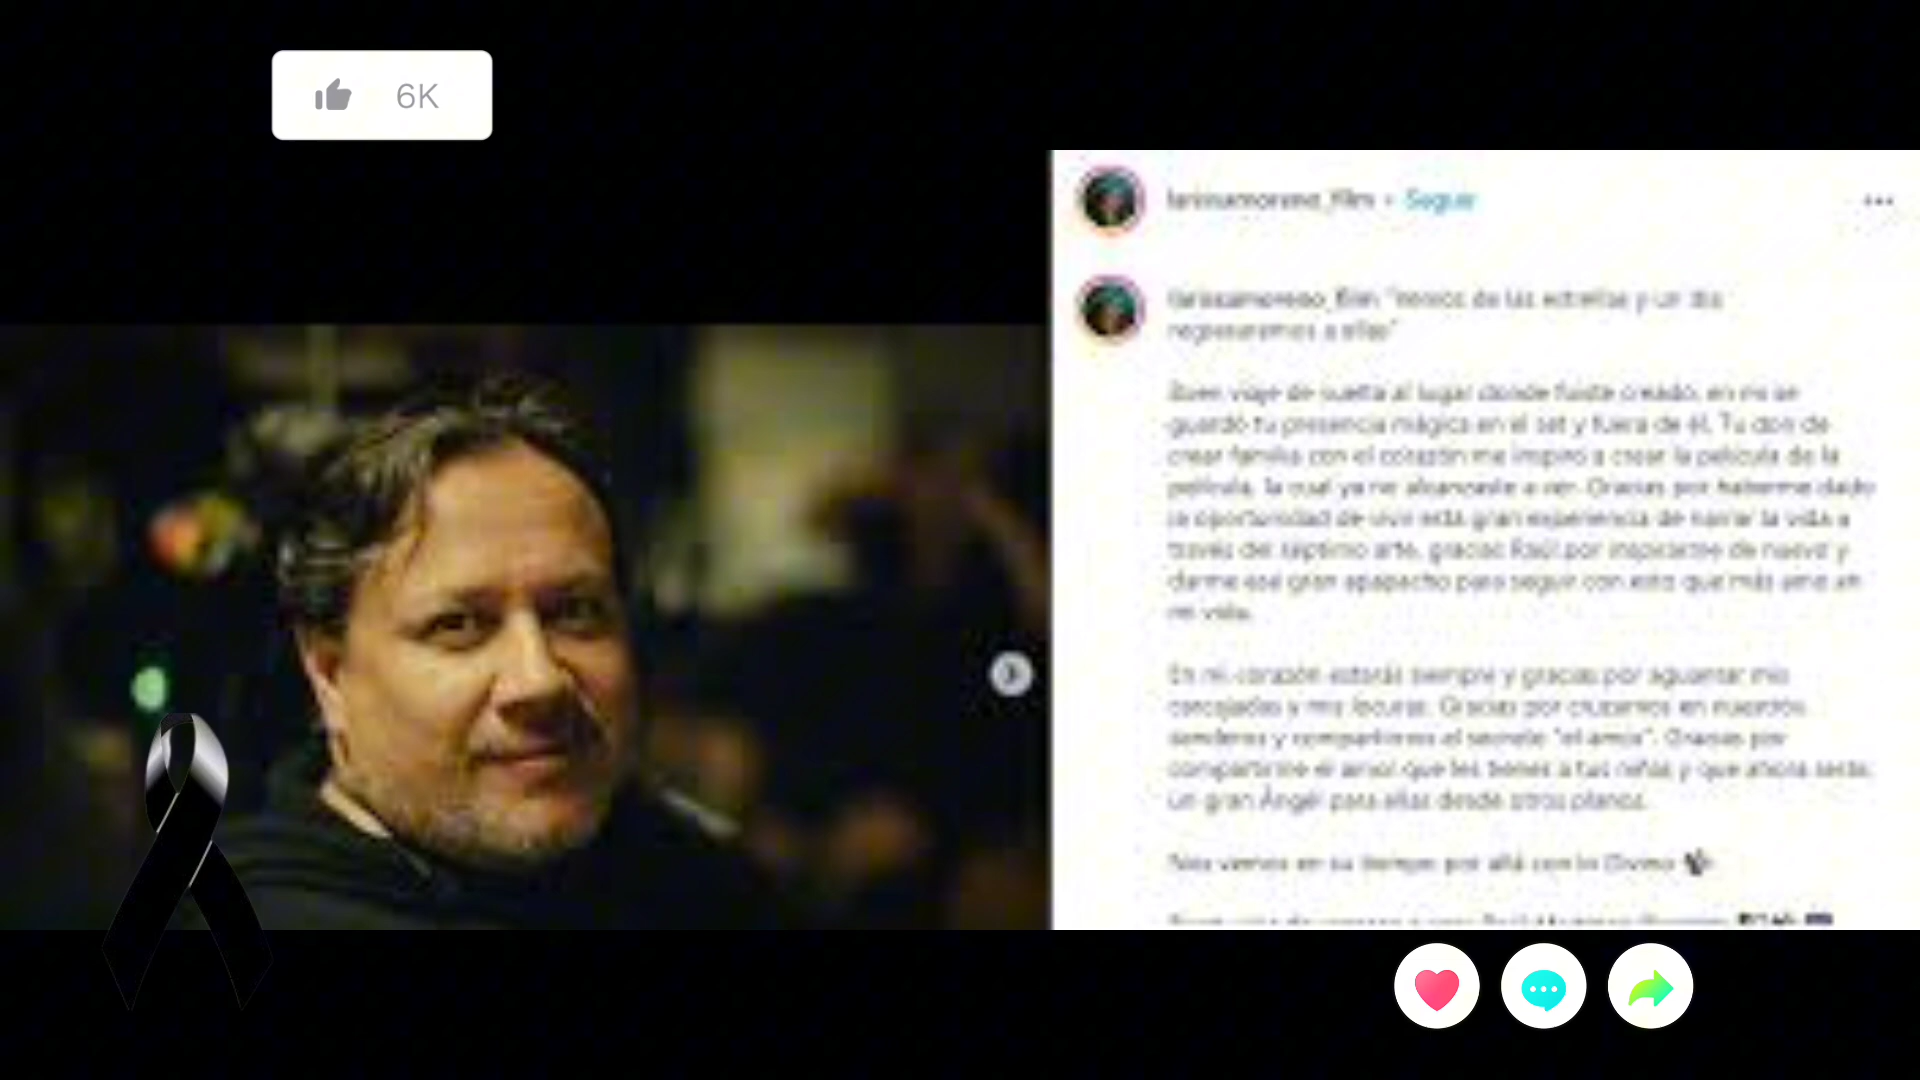 6K
larissamoreno_film • Seguir
larissamoreno_film "Venimos de las estrellas y un día
regresaremos a ellas"
Buen viaje de vuelta al lugar donde fuiste creado, en mi se
guardó tu presencia mágica en el set y fuera de él. Tu don de
crear familia con el corazón me inspiró a crear la película de la
película, la cual ya no alcanzaste a ver. Gracias por haberme dado
la oportunidad de vivir esta gran experiencia de narrar la vida a
través del séptimo arte, gracias Raúl por inspirarme de nuevo y
darme ese gran apapacho para seguir con esto que más amo en
mi vida.
En mi corazón estarás siempre y gracias por aguantar mis
carcajadas y mis locuras. Gracias por cruzarnos en nuestros
senderos y compartirnos el secreto Gracias por
compartirme el amor que les tienes a tus niñas y que ahora serás
un gran Ángel para ellas desde otros planos.
Nos vemos en su tiempo por allá con lo Divino